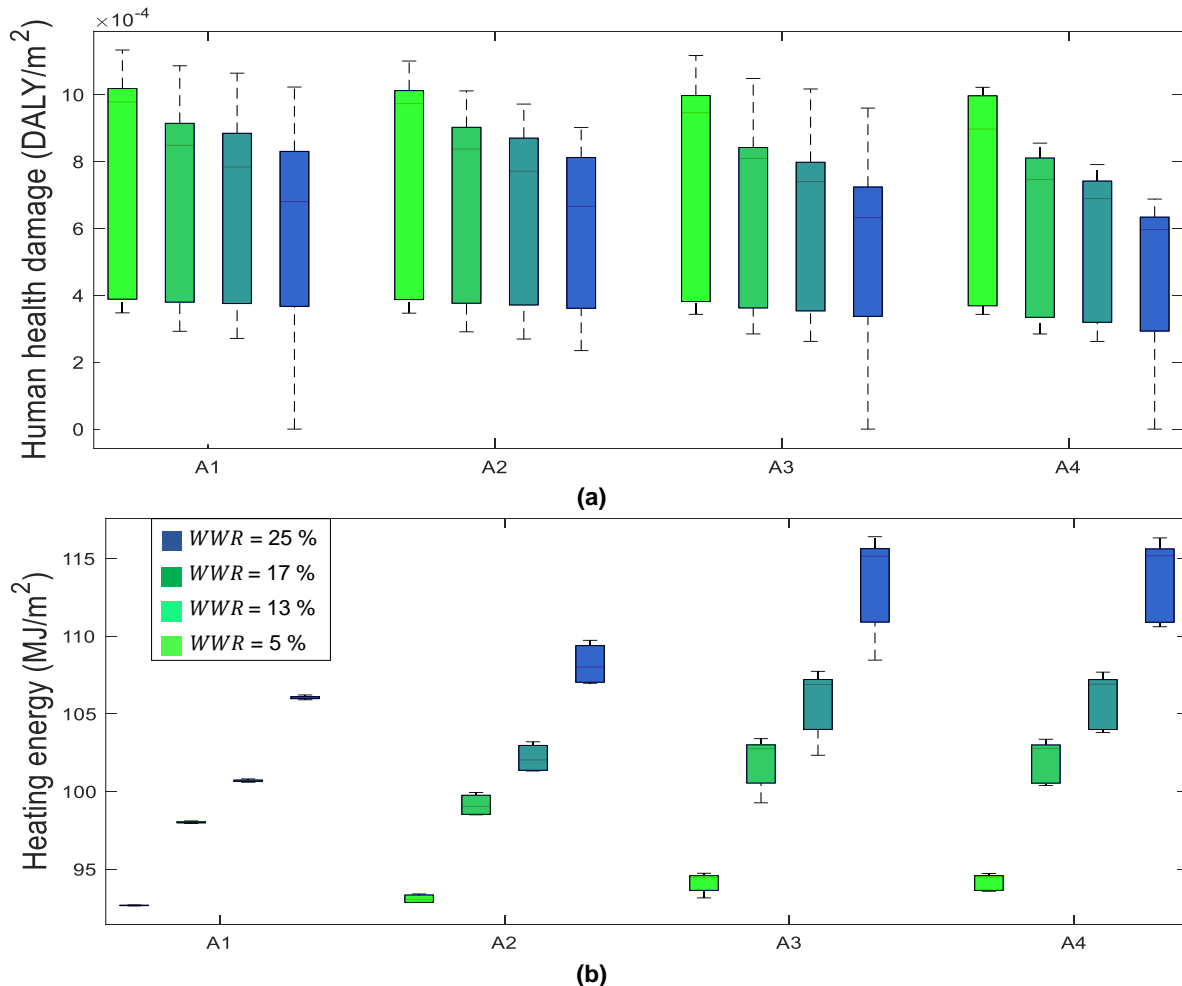 ×10⁻⁴
Human health damage (DALY/m²)
10
8
6
4
2
0
A1 A2 A3 A4
(a)
Heating energy (MJ/m²)
115
110
105
100
95
WWR = 25 %
WWR = 17 %
WWR = 13 %
WWR = 5 %
A1 A2 A3 A4
(b)